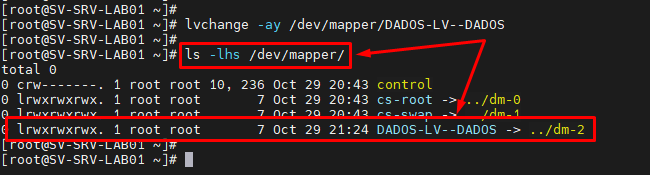 [root@SV-SRV-LAB01 ~]#
[root@SV-SRV-LAB01 ~]# lvchange -ay /dev/mapper/DADOS-LV--DADOS
[root@SV-SRV-LAB01 ~]#
[root@SV-SRV-LAB01 ~]# ls -lhs /dev/mapper/
total 0
0 crw-------. 1 root root 10, 236 Oct 29 20:43 control
0 lrwxrwxrwx. 1 root root 7 Oct 29 20:43 cs-root -> ../dm-0
0 lrwxrwxrwx. 1 root root 7 Oct 29 20:43 cs-swap -> ../dm-1
0 lrwxrwxrwx. 1 root root 7 Oct 29 21:24 DADOS-LV--DADOS -> ../dm-2
[root@SV-SRV-LAB01 ~]#
[root@SV-SRV-LAB01 ~]#